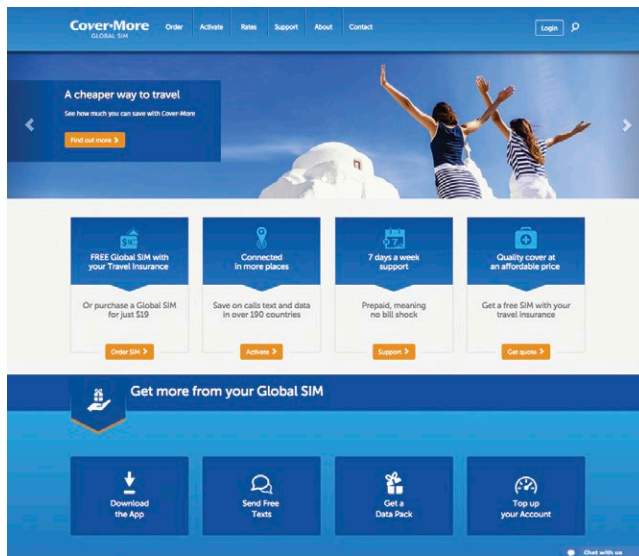 Cover-More
GLOBAL SIM
Order Activate Rates Support About Contact
Login
A cheaper way to travel
See how much you can save with Cover-More
Find out more
FREE Global SIM with
your Travel Insurance
Or purchase a Global SIM
for just $19
Order SIM
Connected
in more places
Save on calls text and data
in over 190 countries
Activate
7
7 days a week
support
Prepaid, meaning
no bill shock
Support
Quality cover at
an affordable price
Get a free SIM with your
travel insurance
Get quote
Get more from your Global SIM
Download
the App
Send Free
Texts
Get a
Data Pack
Top up
your Account
Chat with us